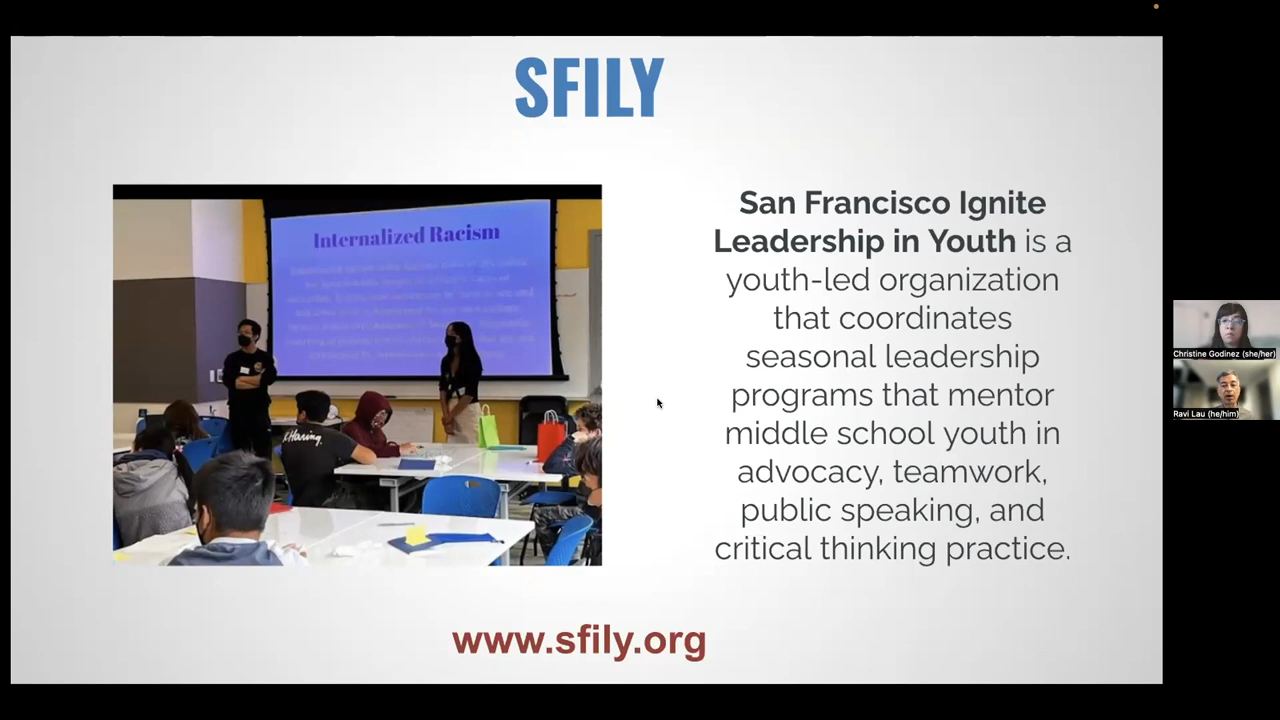 SFILY
Internalized Racism
K.Haring.
San Francisco Ignite
Leadership in Youth is a
youth-led organization
that coordinates
seasonal leadership
programs that mentor
middle school youth in
advocacy, teamwork,
public speaking, and
critical thinking practice.
www.sfily.org
Christine Godinez (she/her)
Ravi Lau (he/him)